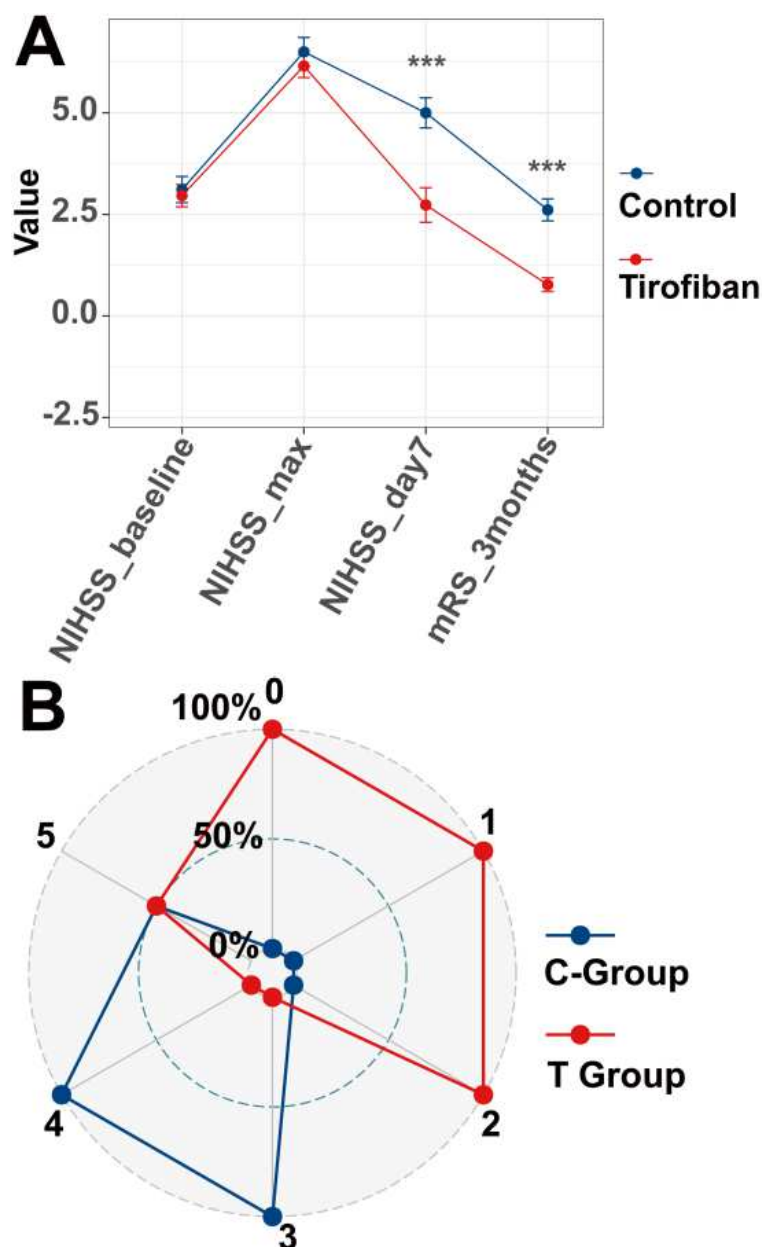 A
5.0
2.5
0.0
-2.5
Value
***
***
Control
Tirofiban
NIHSS_baseline
NIHSS_max
NIHSS_day7
mRS_3months
B
100%
50%
0%
0
1
2
3
4
5
C-Group
T Group